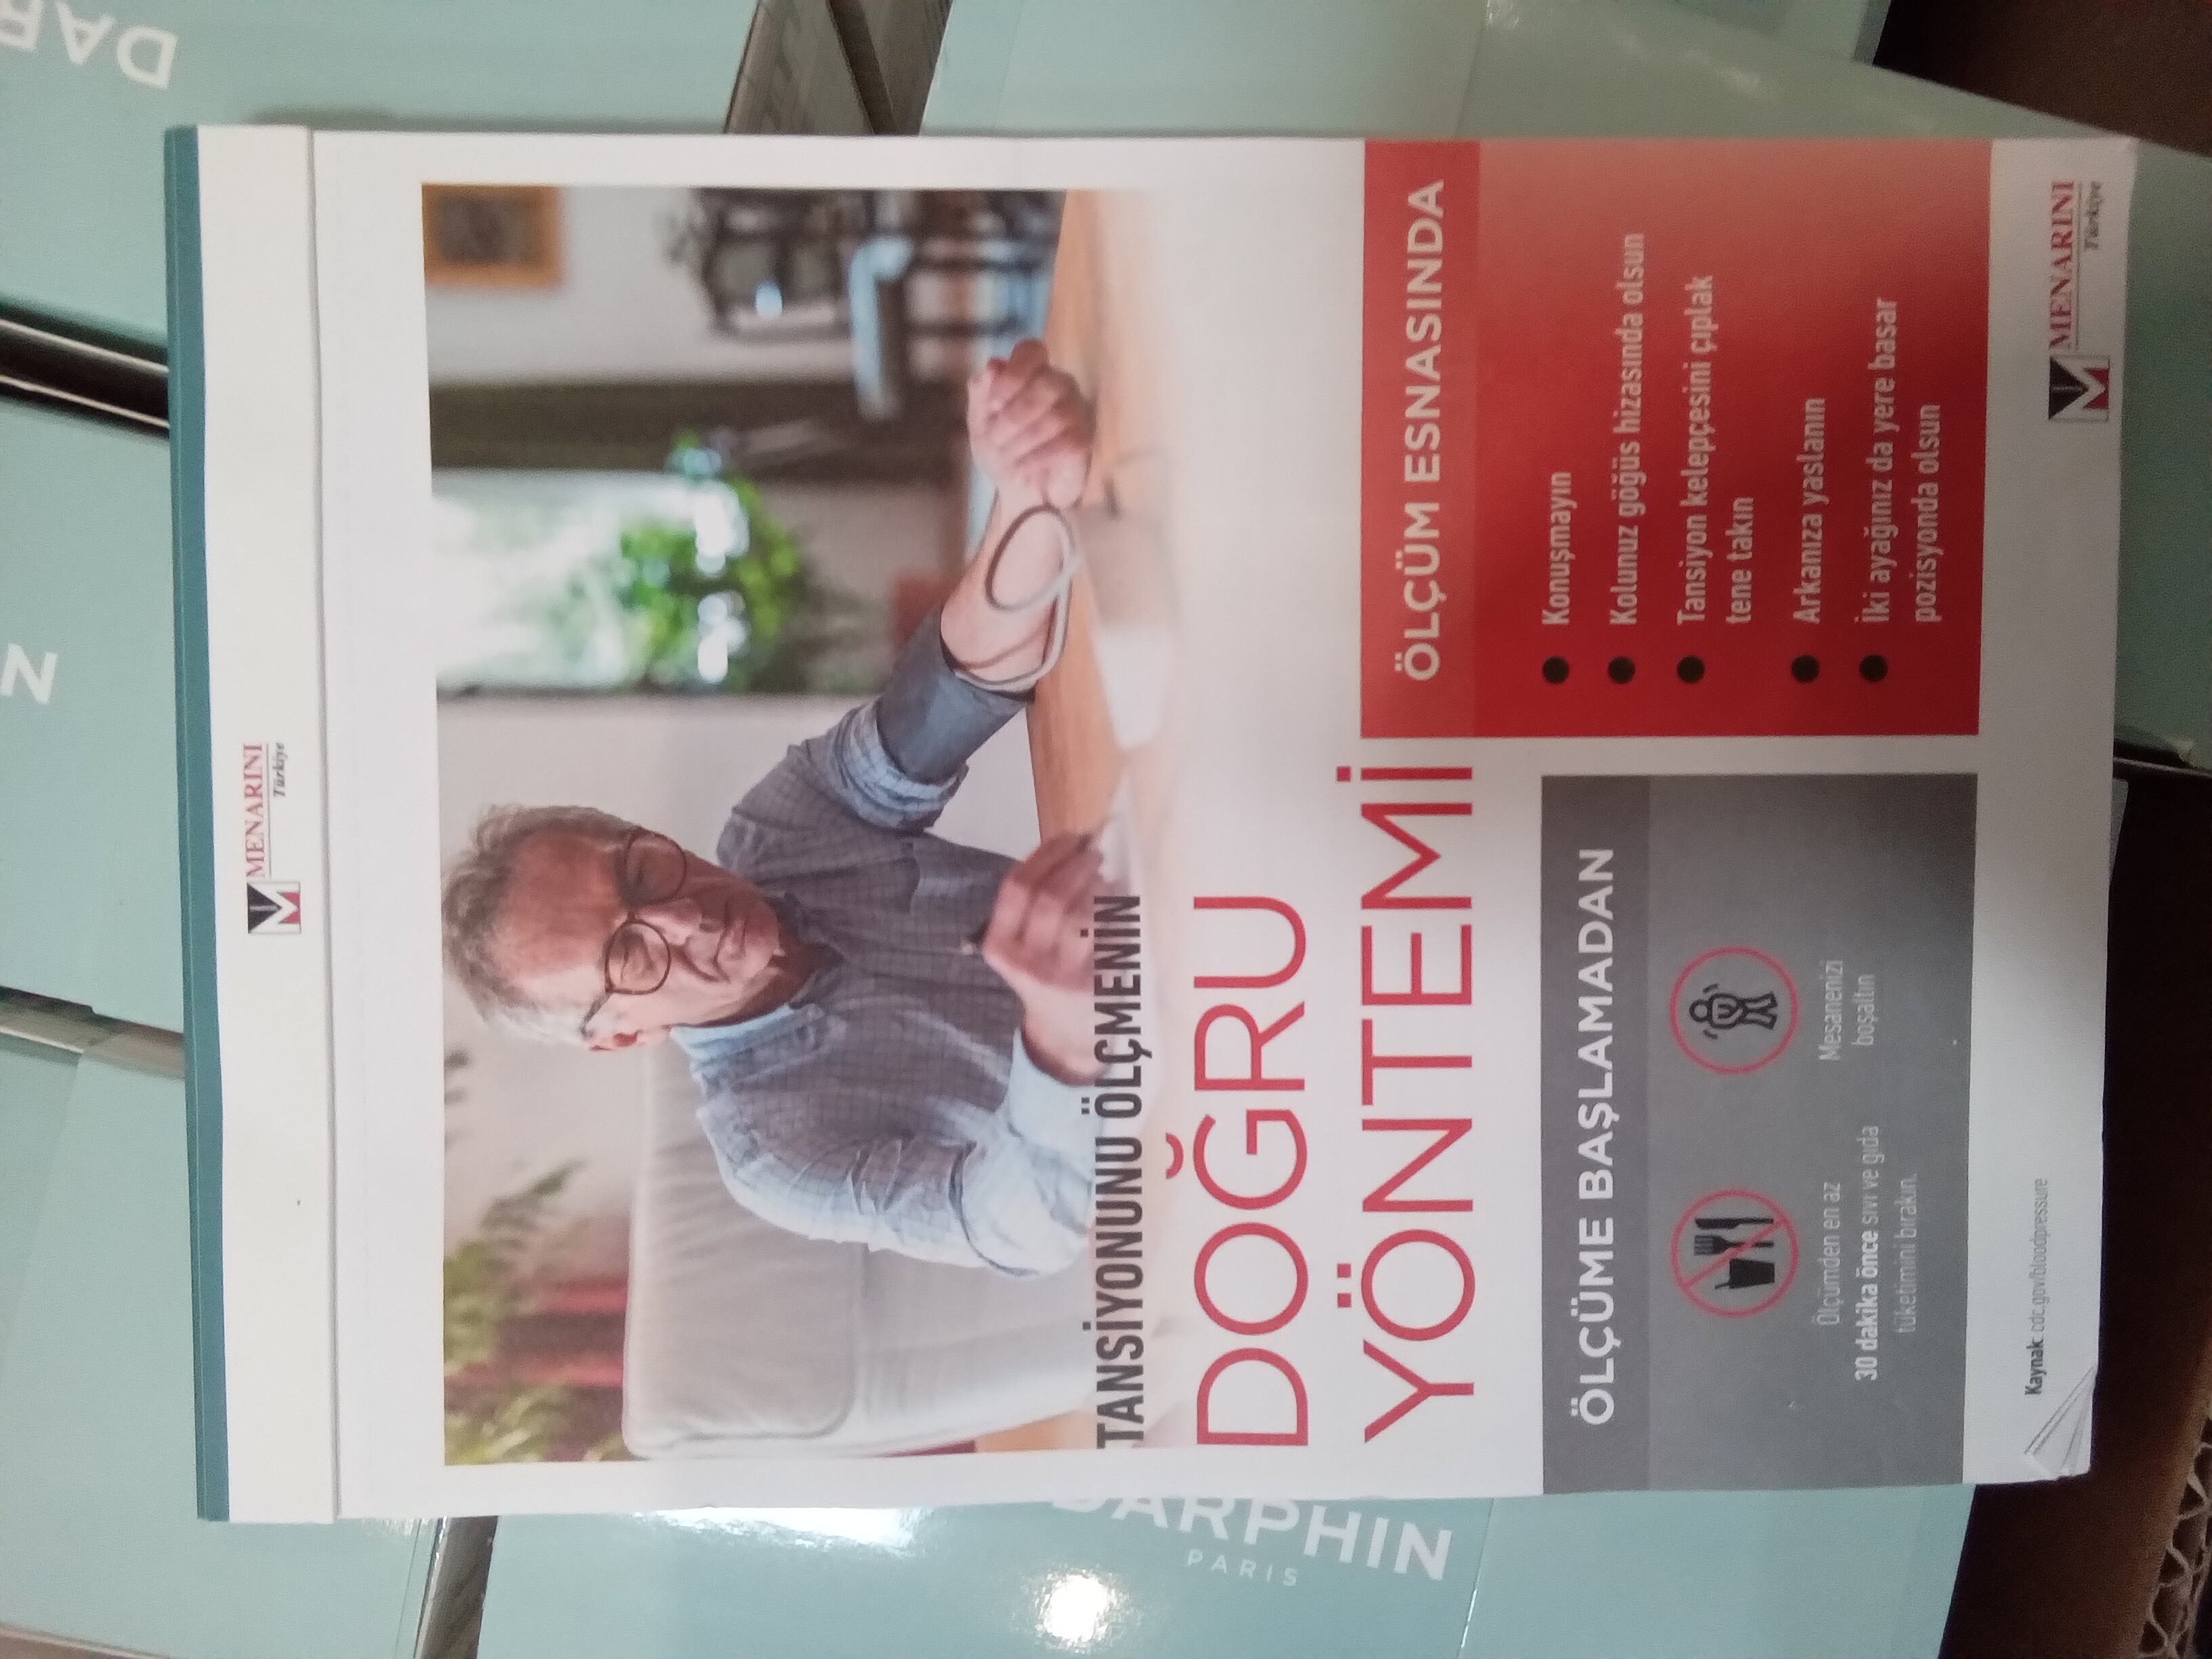 N
DAR
MENARINI
Türkiye
TANSİYONUNU ÖLÇMENİN
DOĞRU
YÖNTEMİ
ÖLÇÜME BAŞLAMADAN
Ölçümden en az
30 dakika önce sıvı ve gıda
tüketimini bırakın.
Mesanenizi
boşaltın
ÖLÇÜM ESNASINDA
Konuşmayın
Kolunuz göğüs hizasında olsun
Tansiyon kelepçesini çıplak
tene takın
Arkanıza yaslanın
İki ayağınız da yere basar
pozisyonda olsun
Kaynak: cdc.gov/bloodpressure
MENARINI
Türkiye
DARPHIN
PARIS
N